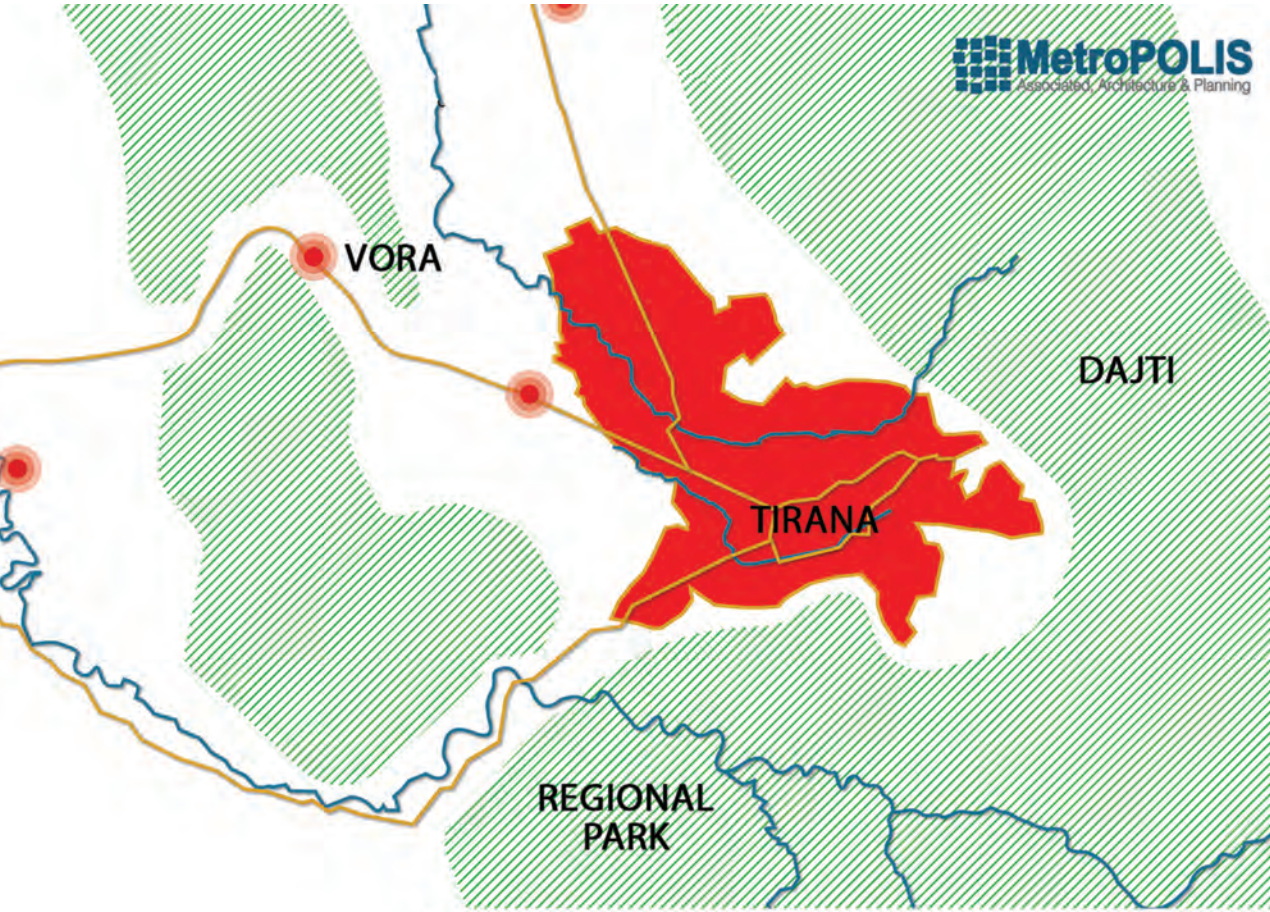 MetroPOLIS
Associated, Architecture & Planning
VORA
DAJTI
TIRANA
REGIONAL
PARK